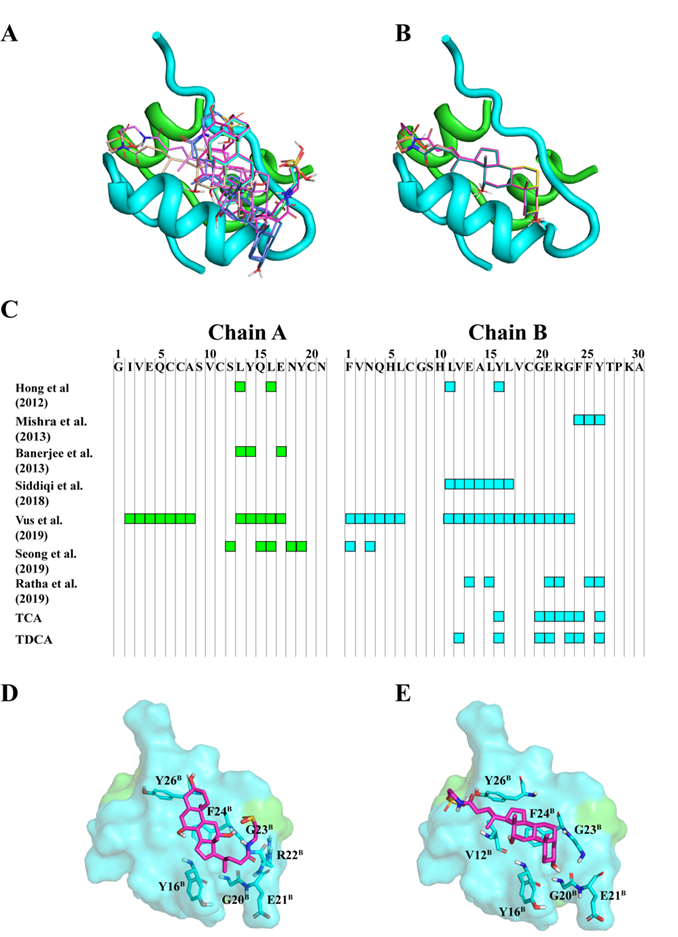 A
B
C
Chain A
Chain B
1 5 10 15 20
1 5 10 15 20 25 30
G I V E Q C C A S V C S L Y Q L E N Y C N
F V N Q H L C G S H L V E A L Y L V C G E R G F F Y T P K A
Hong et al
(2012)
Mishra et al.
(2013)
Banerjee et al.
(2013)
Siddiqi et al.
(2018)
Vus et al.
(2019)
Seong et al.
(2019)
Ratha et al.
(2019)
TCA
TDCA
D
Y26ᴮ
F24ᴮ
G23ᴮ
R22ᴮ
Y16ᴮ
G20ᴮ
E21ᴮ
E
Y26ᴮ
F24ᴮ
G23ᴮ
V12ᴮ
Y16ᴮ
G20ᴮ
E21ᴮ